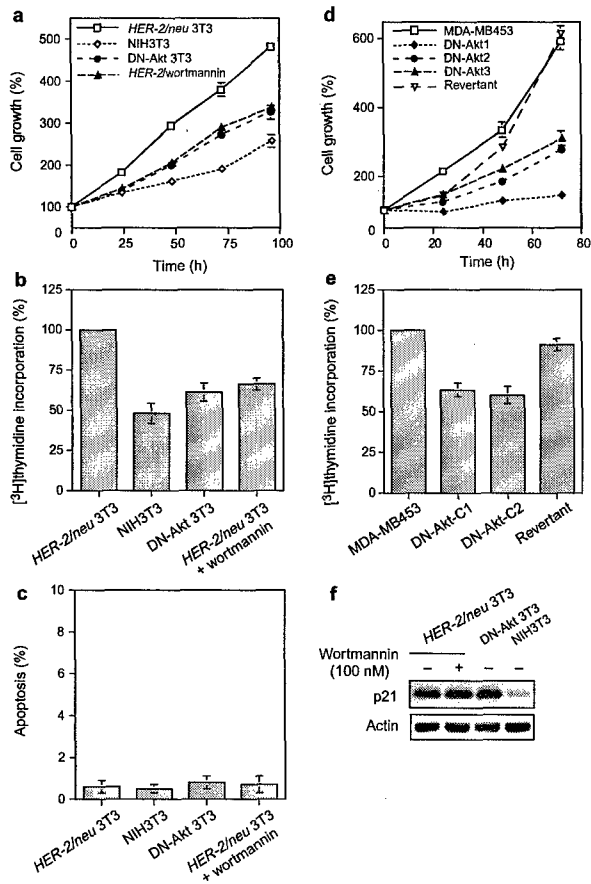 a
HER-2/neu 3T3
NIH3T3
DN-Akt 3T3
HER-2/wortmannin
Cell growth (%)
500
400
300
200
100
100
0
0
25
50
75
100
Time (h)
d
MDA-MB453
DN-Akt1
DN-Akt2
DN-Akt3
Revertant
Cell growth (%)
600
400
200
0
0
20
40
60
80
Time (h)
b
[³H]thymidine incorporation (%)
125
100
75
50
25
0
HER-2/neu 3T3
NIH3T3
DN-Akt 3T3
HER-2/neu 3T3
+ wortmannin
e
[³H]thymidine incorporation (%)
125
100
75
50
25
0
MDA-MB453
DN-Akt-C1
DN-Akt-C2
Revertant
c
Apoptosis (%)
10
8
6
4
2
0
HER-2/neu 3T3
NIH3T3
DN-Akt 3T3
HER-2/neu 3T3
+ wortmannin
f
HER-2/neu 3T3
DN-Akt 3T3
NIH3T3
Wortmannin
(100 nM)
− + − −
p21
Actin